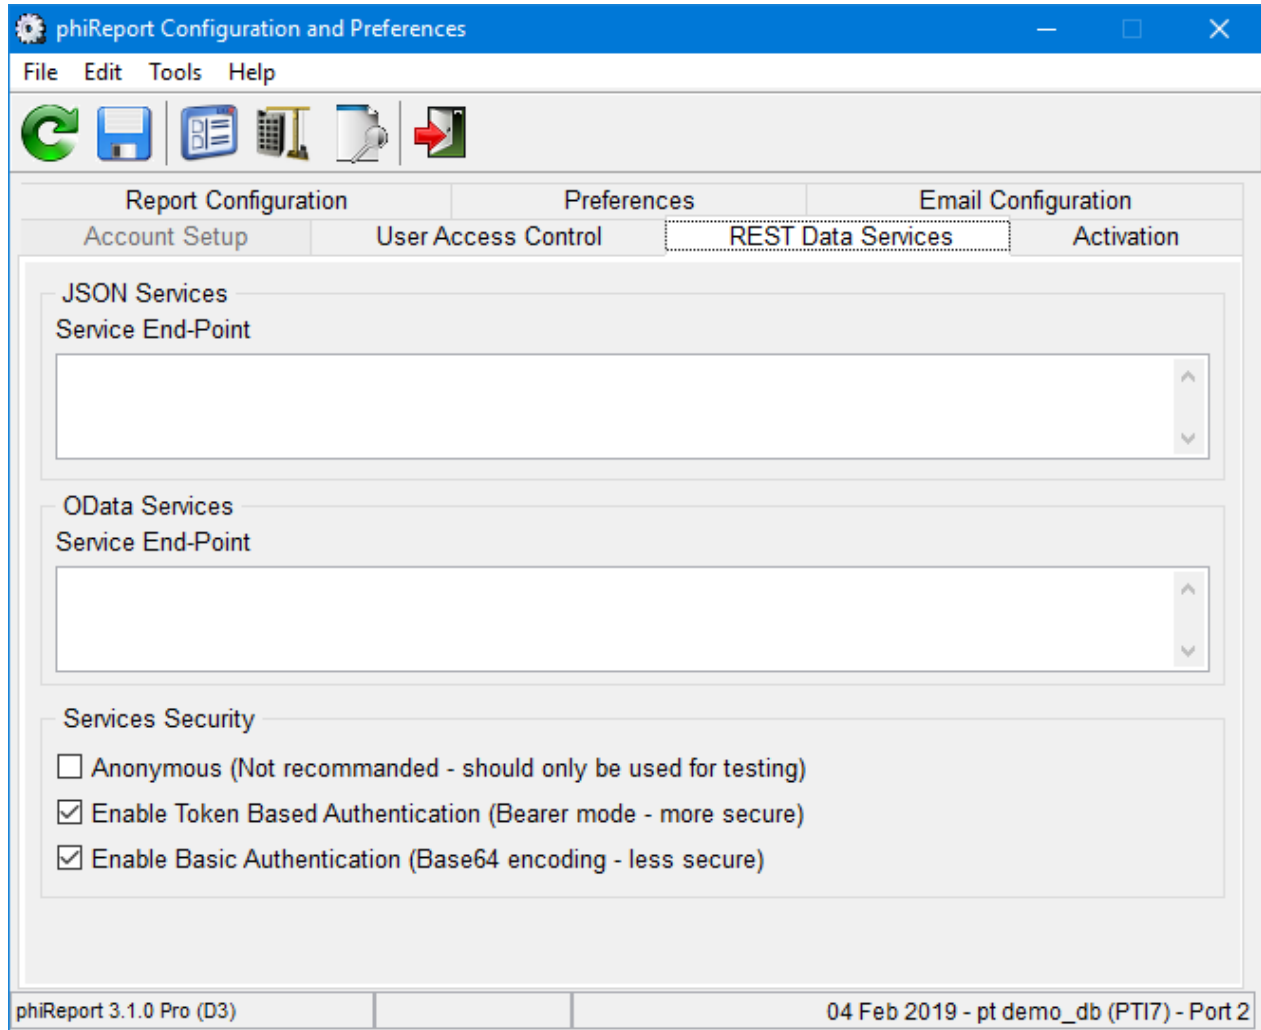 phiReport Configuration and Preferences
File Edit Tools Help
Report Configuration Preferences Email Configuration
Account Setup User Access Control REST Data Services Activation
JSON Services
Service End-Point
OData Services
Service End-Point
Services Security
Anonymous (Not recommanded - should only be used for testing)
Enable Token Based Authentication (Bearer mode - more secure)
Enable Basic Authentication (Base64 encoding - less secure)
phiReport 3.1.0 Pro (D3) 04 Feb 2019 - pt demo_db (PTI7) - Port 2